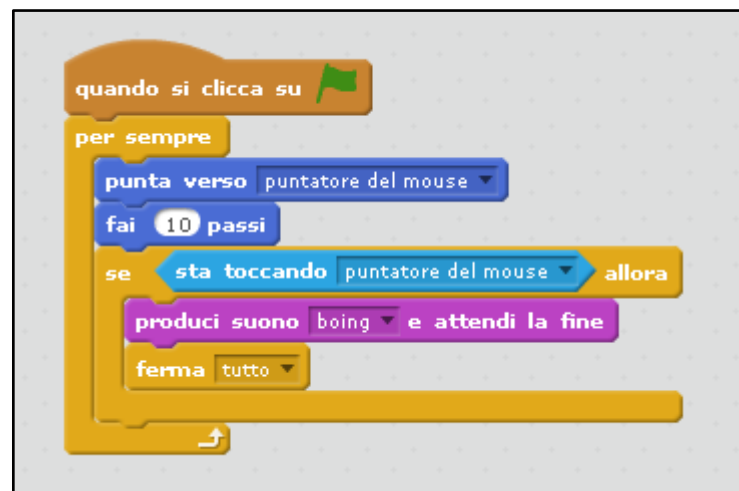 quando si clicca su
per sempre
punta verso puntatore del mouse
fai 10 passi
se sta toccando puntatore del mouse allora
produci suono boing e attendi la fine
ferma tutto